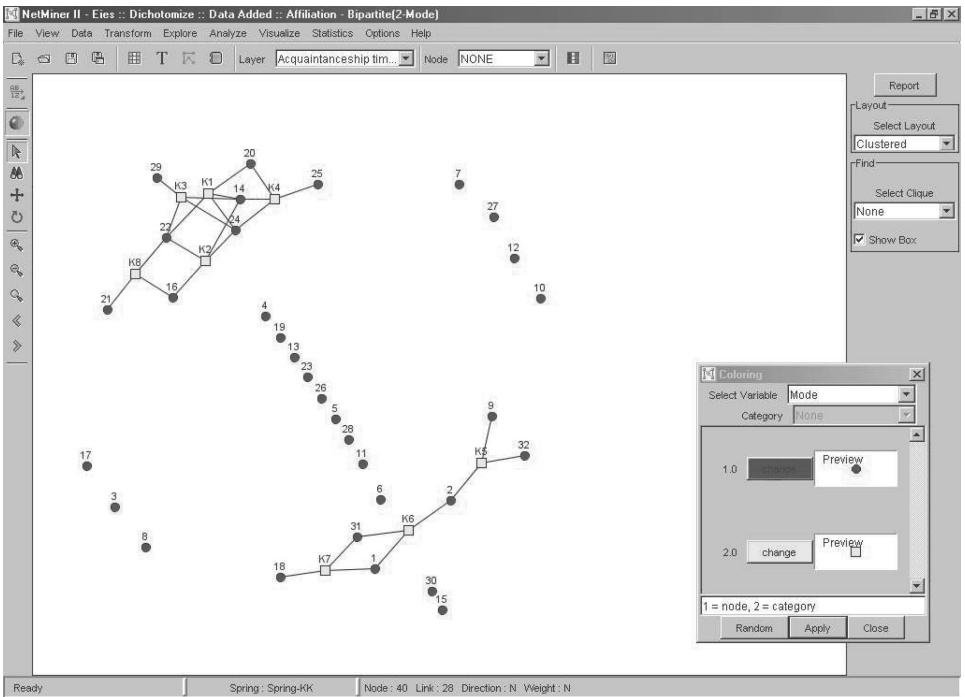 NetMiner II - Eies :: Dichotomize :: Data Added :: Affiliation - Bipartite(2-Mode)
File View Data Transform Explore Analyze Visualize Statistics Options Help
Layer Acquaintanceship tim... Node NONE
Report
Layout
Select Layout
Clustered
Find
Select Clique
None
Show Box
20
29
K3
K1
14
K4
25
7
24
27
22
K2
12
K8
16
10
21
4
19
13
23
26
5
9
28
17
11
K5
32
6
2
3
31
K6
8
18
K7
1
30
15
Coloring
Select Variable Mode
Category None
1.0 change Preview
2.0 change Preview
1 = node, 2 = category
Random Apply Close
Ready Spring : Spring-KK Node : 40 Link : 28 Direction : N Weight : N